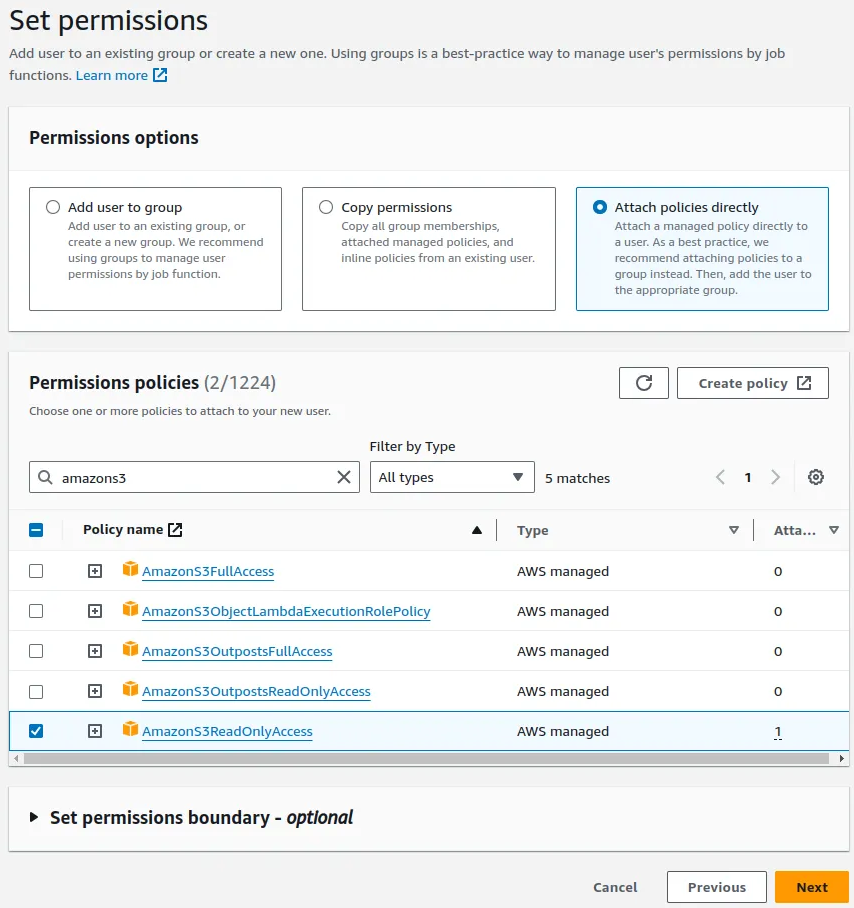 Set permissions
Add user to an existing group or create a new one. Using groups is a best-practice way to manage user's permissions by job
functions. Learn more
Permissions options
Add user to group
Add user to an existing group, or
create a new group. We recommend
using groups to manage user
permissions by job function.
Copy permissions
Copy all group memberships,
attached managed policies, and
inline policies from an existing user.
Attach policies directly
Attach a managed policy directly to
a user. As a best practice, we
recommend attaching policies to a
group instead. Then, add the user to
the appropriate group.
Permissions policies (2/1224)
Create policy
Choose one or more policies to attach to your new user.
Filter by Type
amazons3
All types
5 matches
1
Policy name
Type
Atta...
AmazonS3FullAccess AWS managed 0
AmazonS3ObjectLambdaExecutionRolePolicy AWS managed 0
AmazonS3OutpostsFullAccess AWS managed 0
AmazonS3OutpostsReadOnlyAccess AWS managed 0
AmazonS3ReadOnlyAccess AWS managed 1
Set permissions boundary - optional
Cancel
Previous
Next